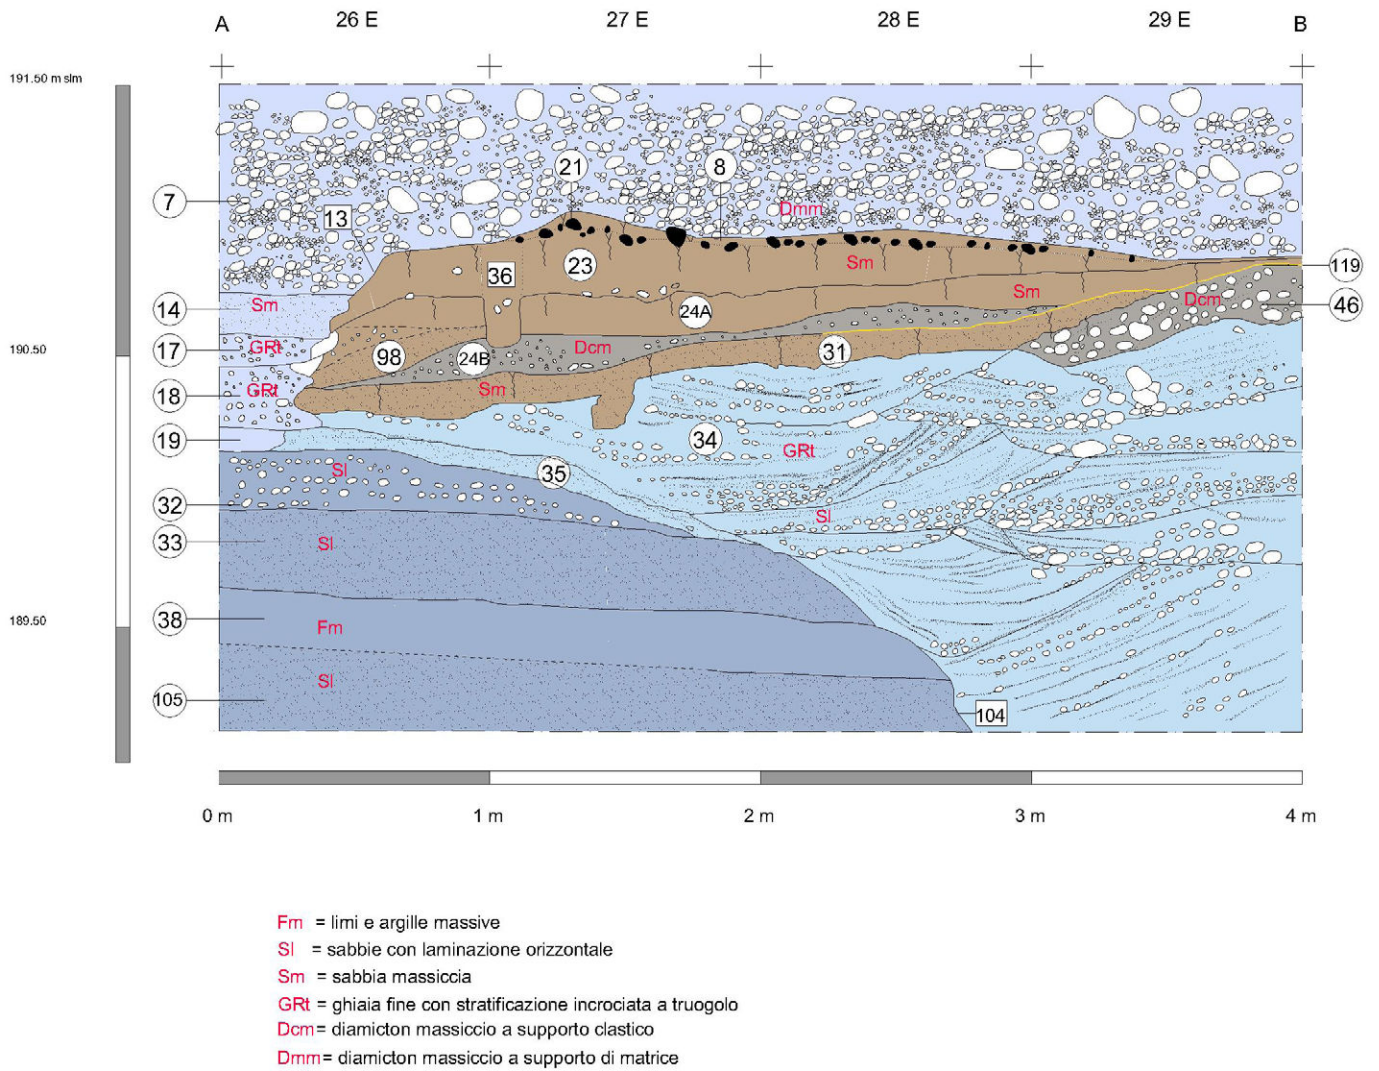 A 26 E 27 E 28 E 29 E B
191.50 m slm
21 8
7 Dmm
13
23 Sm 119
36
14 Sm 24A Sm Dcm 46
17 GRt 98 24B Dcm 31
18 GRt Sm
19 34 GRt
Sl 35
32 Sl
33 Sl
38 Fm
105 Sl 104
190.50
189.50
0 m 1 m 2 m 3 m 4 m
Fm = limi e argille massive
Sl = sabbie con laminazione orizzontale
Sm = sabbia massiccia
GRt = ghiaia fine con stratificazione incrociata a truogolo
Dcm= diamicton massiccio a supporto clastico
Dmm= diamicton massiccio a supporto di matrice